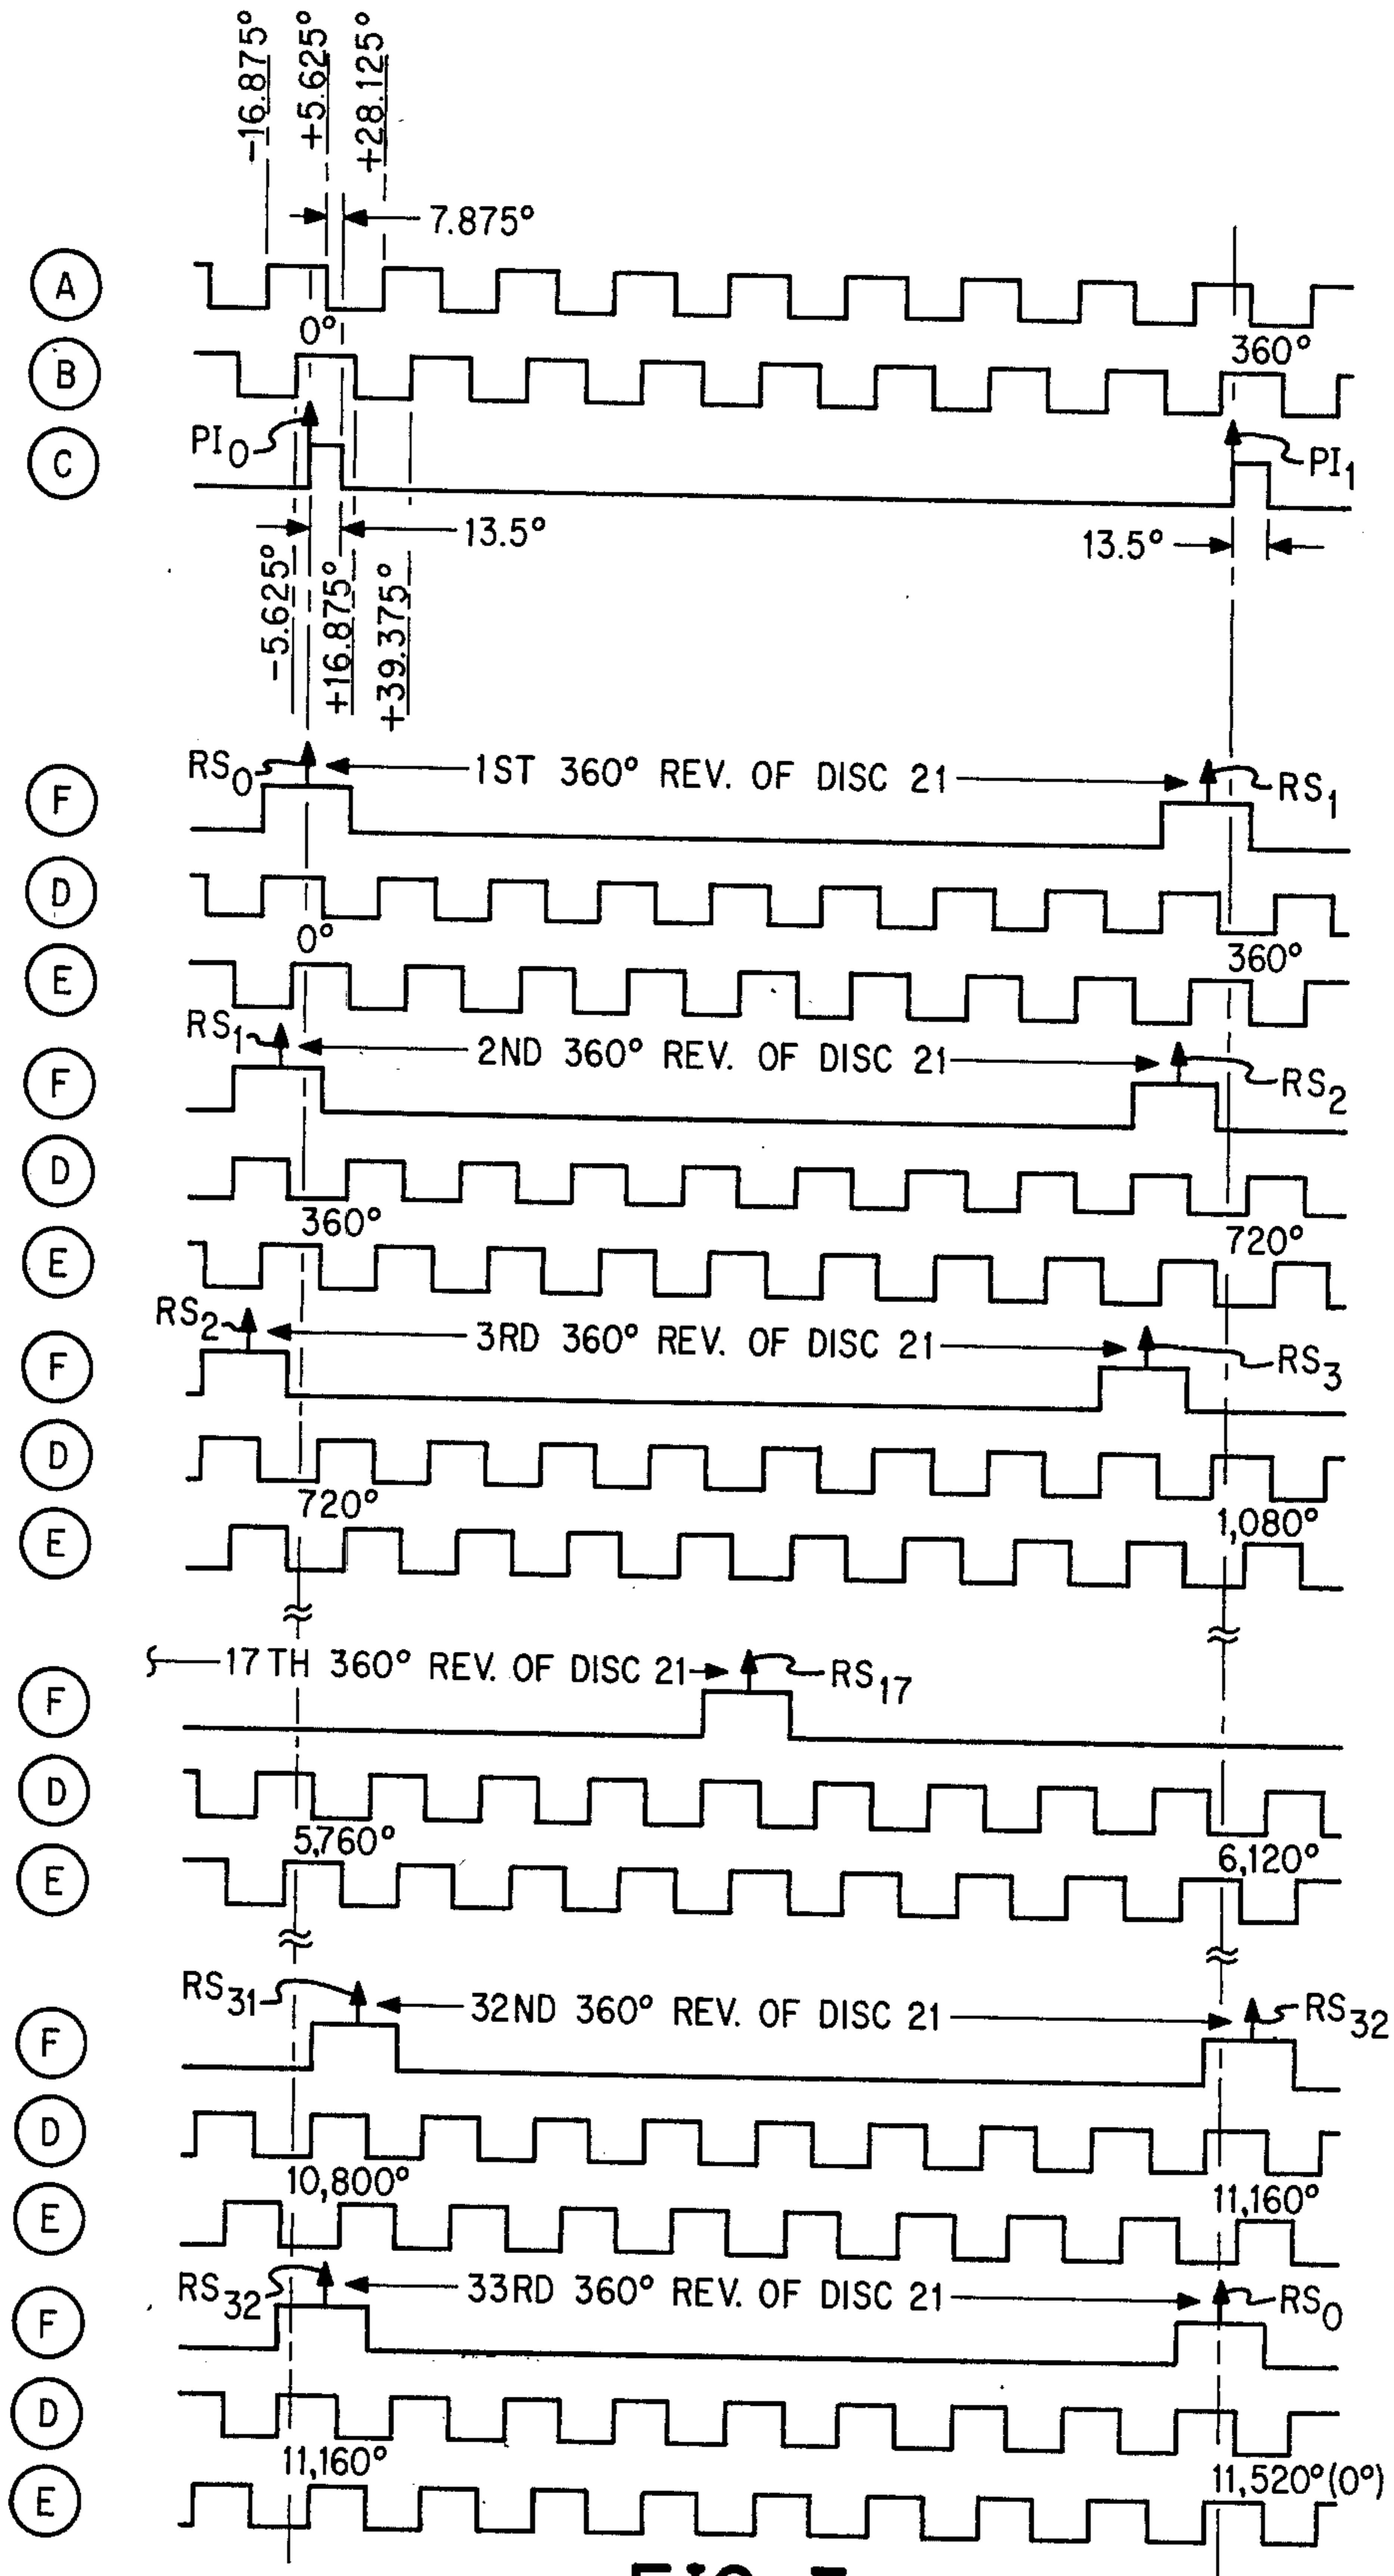 -16.875°
+5.625°
+28.125°
7.875°
A
0°
360°
B
PI0
PI1
C
13.5°
13.5°
-5.625°
+16.875°
+39.375°
RS0
1ST 360° REV. OF DISC 21
RS1
F
D
0°
360°
E
RS1
2ND 360° REV. OF DISC 21
RS2
F
D
360°
720°
E
RS2
3RD 360° REV. OF DISC 21
RS3
F
D
720°
1,080°
E
17TH 360° REV. OF DISC 21
RS17
F
D
5,760°
6,120°
E
RS31
32ND 360° REV. OF DISC 21
RS32
F
D
10,800°
11,160°
E
RS32
33RD 360° REV. OF DISC 21
RS0
F
D
11,160°
11,520° (0°)
E